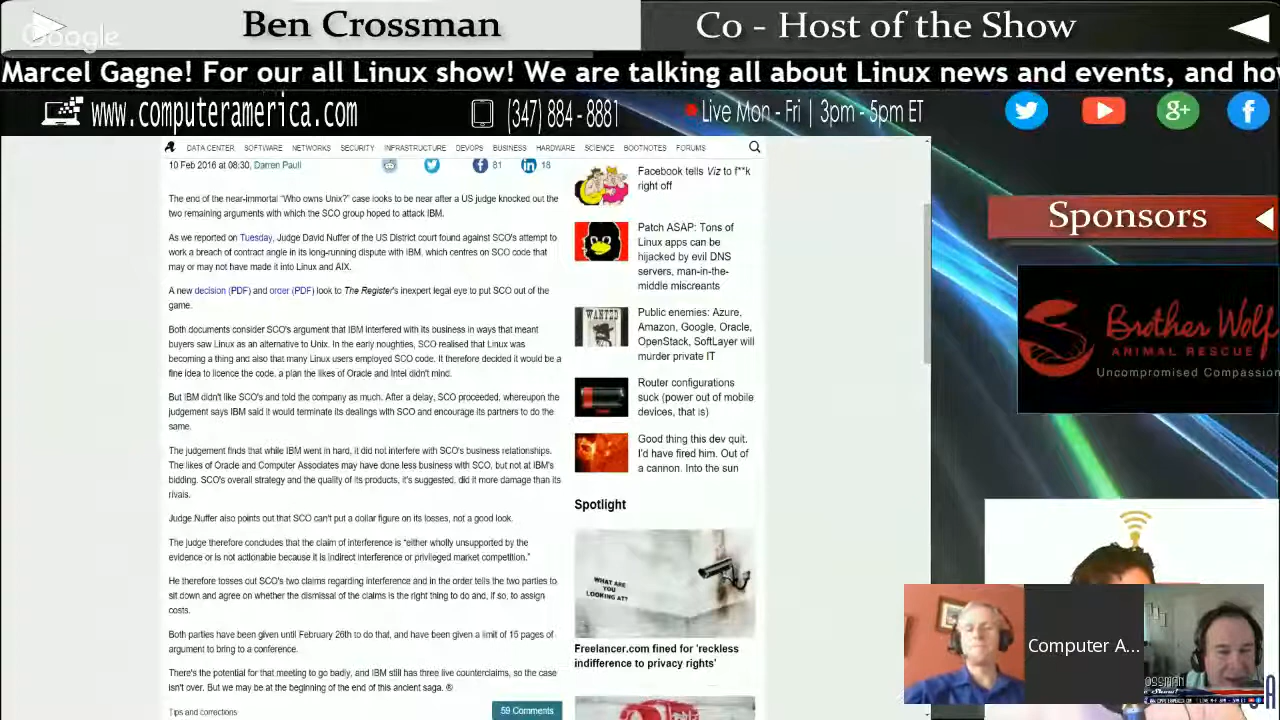 Google
Ben Crossman
Co - Host of the Show
Marcel Gagne! For our all Linux show! We are talking all about Linux news and events, and how
www.computeramerica.com
(347) 884 - 8881
Live Mon - Fri | 3pm - 5pm ET
DATA CENTER SOFTWARE NETWORKS SECURITY INFRASTRUCTURE DEVOPS BUSINESS HARDWARE SCIENCE BOOTNOTES FORUMS
10 Feb 2016 at 08:30, Darren Pauli
81
18
The end of the near-immortal “Who owns Unix?” case looks to be near after a US judge knocked out the
two remaining arguments with which the SCO group hoped to attack IBM.
As we reported on Tuesday, Judge David Nuffer of the US District court found against SCO's attempt to
work a breach of contract angle in its long-running dispute with IBM, which centres on SCO code that
may or may not have made it into Linux and AIX.
A new decision (PDF) and order (PDF) look to The Register's inexpert legal eye to put SCO out of the
game.
Both documents consider SCO's argument that IBM interfered with its business in ways that meant
buyers saw Linux as an alternative to Unix. In the early noughties, SCO realised that Linux was
becoming a thing and also that many Linux users employed SCO code. It therefore decided it would be a
fine idea to licence the code, a plan the likes of Oracle and Intel didn't mind.
But IBM didn't like SCO's and told the company as much. After a delay, SCO proceeded, whereupon the
judgement says IBM said it would terminate its dealings with SCO and encourage its partners to do the
same.
The judgement finds that while IBM went in hard, it did not interfere with SCO's business relationships.
The likes of Oracle and Computer Associates may have done less business with SCO, but not at IBM's
bidding. SCO's overall strategy and the quality of its products, it's suggested, did it more damage than its
rivals.
Judge Nuffer also points out that SCO can't put a dollar figure on its losses, not a good look.
The judge therefore concludes that the claim of interference is “either wholly unsupported by the
evidence or is not actionable because it is indirect interference or privileged market competition.”
He therefore tosses out SCO's two claims regarding interference and in the order tells the two parties to
sit down and agree on whether the dismissal of the claims is the right thing to do and, if so, to assign
costs.
Both parties have been given until February 26th to do that, and have been given a limit of 15 pages of
argument to bring to a conference.
There's the potential for that meeting to go badly, and IBM still has three live counterclaims, so the case
isn't over. But we may be at the beginning of the end of this ancient saga. ®
Tips and corrections
59 Comments
Facebook tells Viz to f**k
right off
Patch ASAP: Tons of
Linux apps can be
hijacked by evil DNS
servers, man-in-the-
middle miscreants
WANTED
Public enemies: Azure,
Amazon, Google, Oracle,
OpenStack, SoftLayer will
murder private IT
Router configurations
suck (power out of mobile
devices, that is)
Good thing this dev quit.
I'd have fired him. Out of
a cannon. Into the sun
Spotlight
WHAT ARE
YOU
LOOKING AT?
Freelancer.com fined for 'reckless
indifference to privacy rights'
Sponsors
Brother Wolf
ANIMAL RESCUE
Uncompromised Compassion
Computer A...